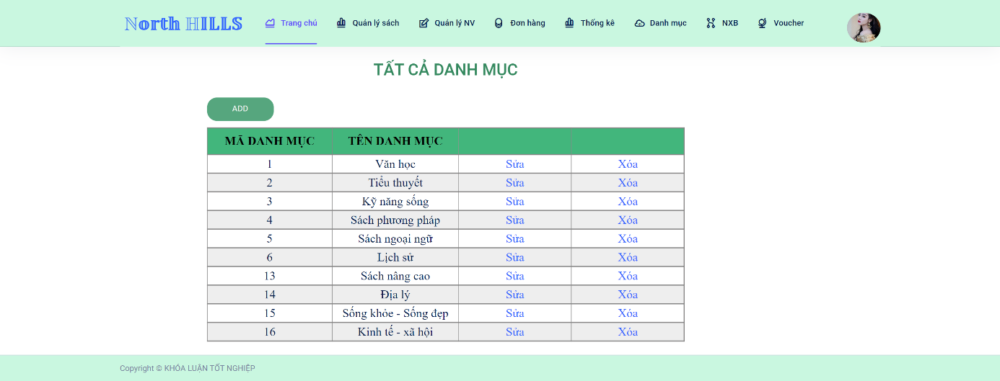 North HILLS Trang chủ Quản lý sách Quản lý NV Đơn hàng Thống kê Danh mục NXB Voucher
TẤT CẢ DANH MỤC
ADD
MÃ DANH MỤC TÊN DANH MỤC
1 Văn học Sửa Xóa
2 Tiểu thuyết Sửa Xóa
3 Kỹ năng sống Sửa Xóa
4 Sách phương pháp Sửa Xóa
5 Sách ngoại ngữ Sửa Xóa
6 Lịch sử Sửa Xóa
13 Sách nâng cao Sửa Xóa
14 Địa lý Sửa Xóa
15 Sống khỏe - Sống đẹp Sửa Xóa
16 Kinh tế - xã hội Sửa Xóa
Copyright © KHÓA LUẬN TỐT NGHIỆP